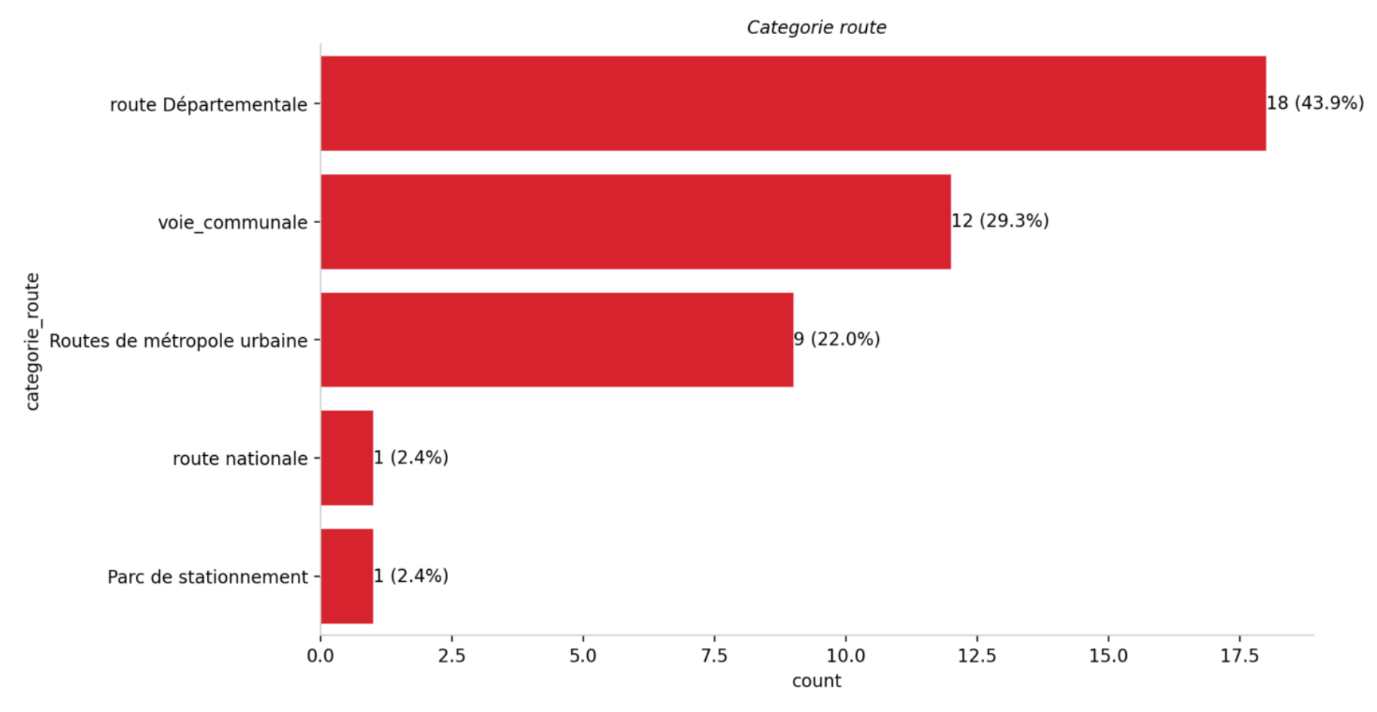 Categorie route
route Départementale
18 (43.9%)
voie_communale
12 (29.3%)
categorie_route
Routes de métropole urbaine
9 (22.0%)
route nationale
1 (2.4%)
Parc de stationnement
1 (2.4%)
0.0 2.5 5.0 7.5 10.0 12.5 15.0 17.5
count